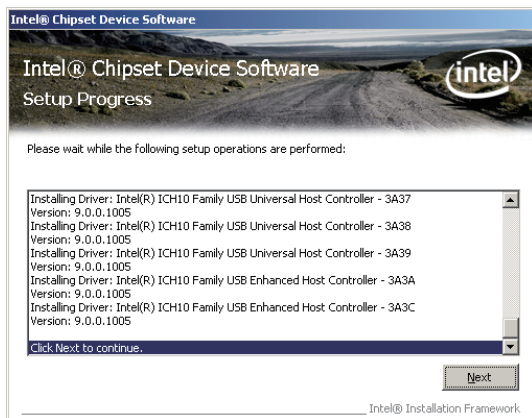 Intel® Chipset Device Software
Intel® Chipset Device Software
intel
Setup Progress
Please wait while the following setup operations are performed:
Installing Driver: Intel(R) ICH10 Family USB Universal Host Controller - 3A37
Version: 9.0.0.1005
Installing Driver: Intel(R) ICH10 Family USB Universal Host Controller - 3A38
Version: 9.0.0.1005
Installing Driver: Intel(R) ICH10 Family USB Universal Host Controller - 3A39
Version: 9.0.0.1005
Installing Driver: Intel(R) ICH10 Family USB Enhanced Host Controller - 3A3A
Version: 9.0.0.1005
Installing Driver: Intel(R) ICH10 Family USB Enhanced Host Controller - 3A3C
Version: 9.0.0.1005
Click Next to continue.
Next
Intel® Installation Framework